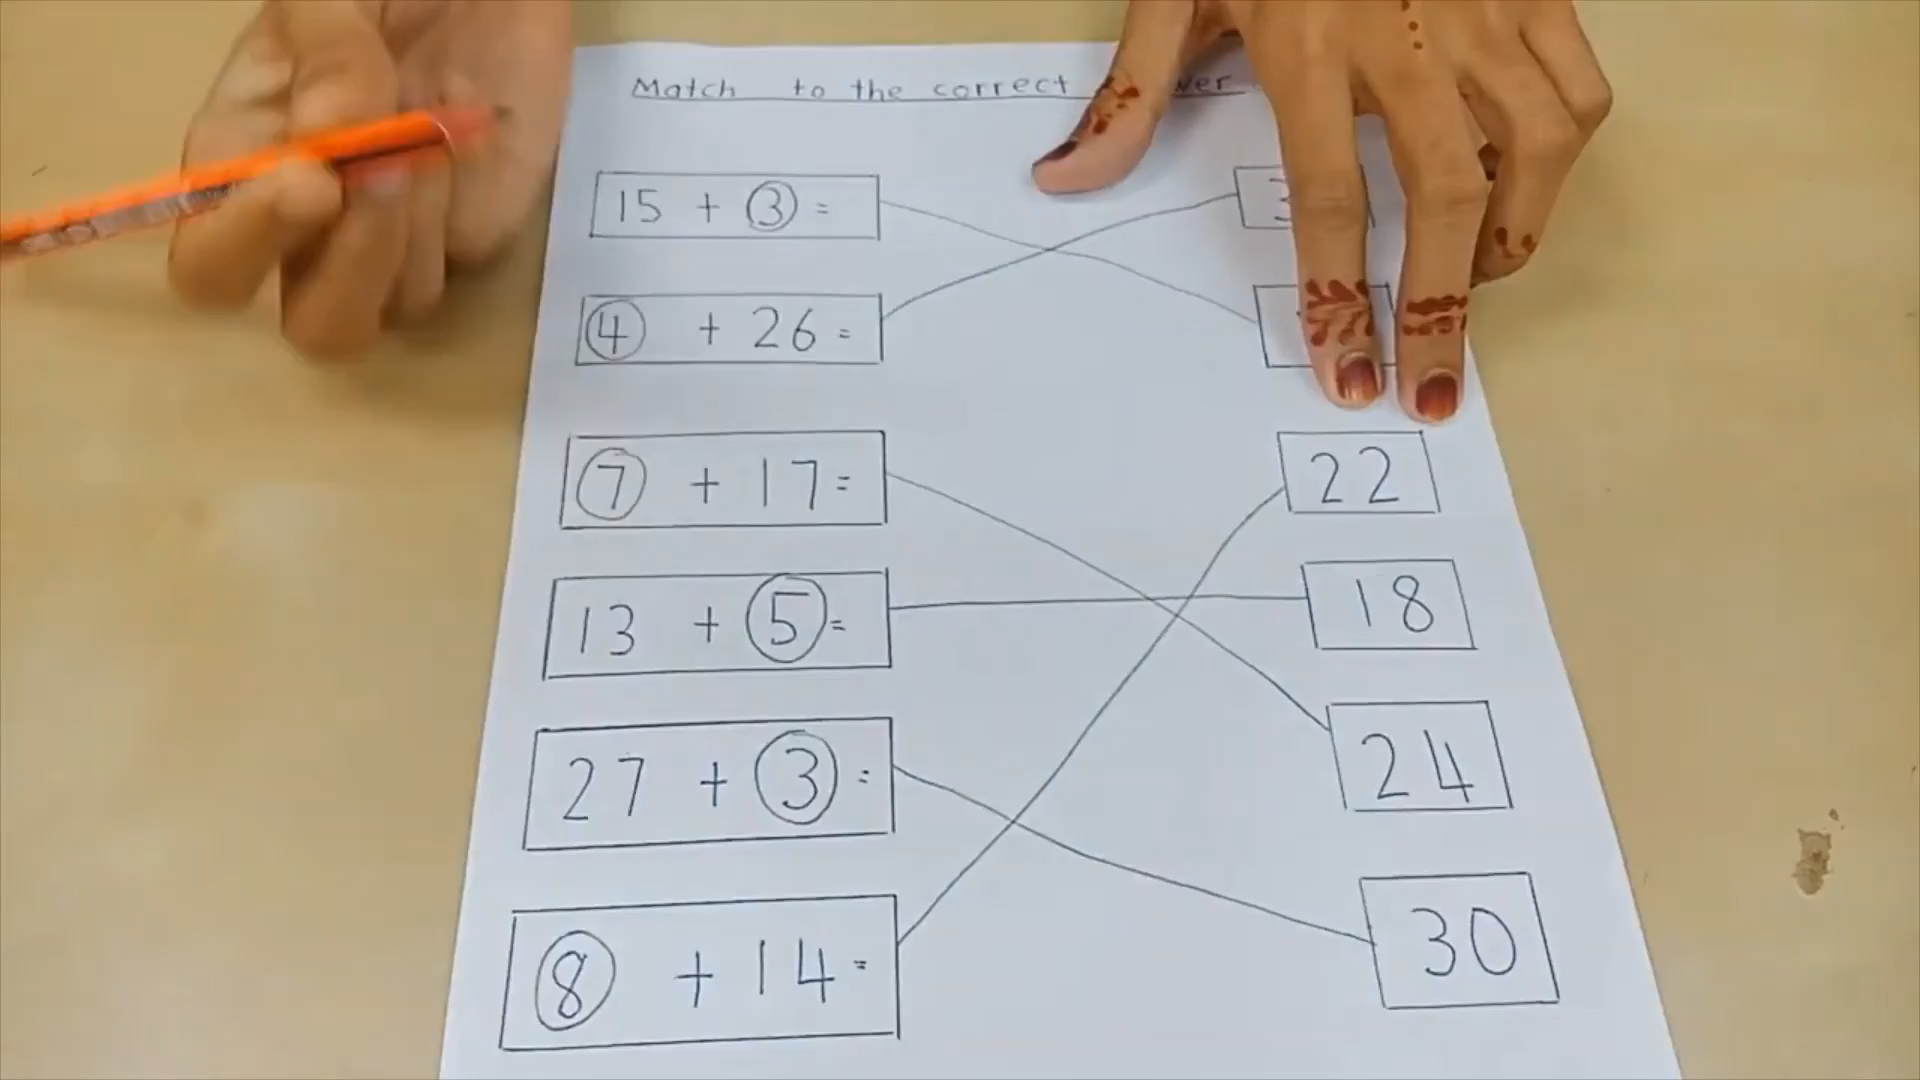 Match to the correct
15 + 3 =
4 + 26 =
7 + 17 =
22
13 + 5 =
18
27 + 3 =
24
8 + 14 =
30